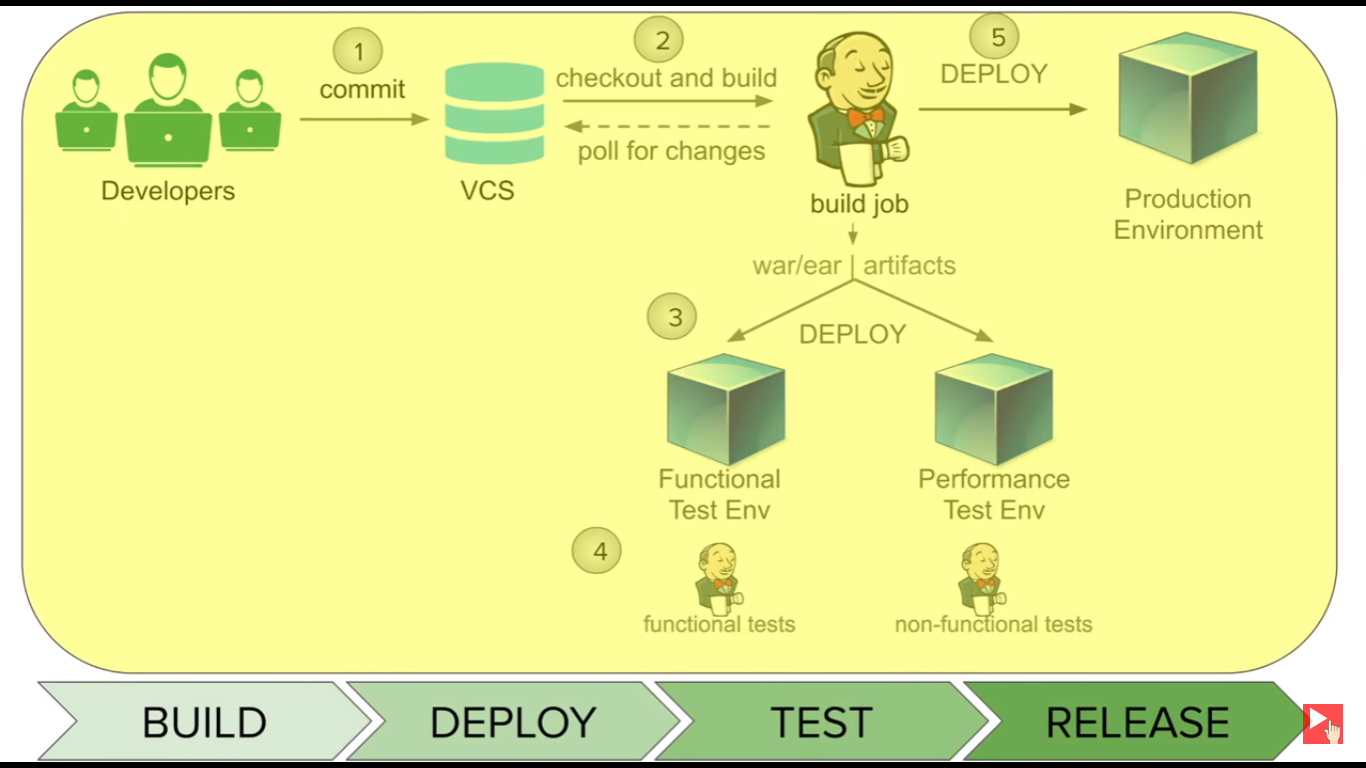 1
commit
2
checkout and build
poll for changes
5
DEPLOY
Developers
VCS
build job
Production
Environment
war/ear | artifacts
3
DEPLOY
Functional
Test Env
Performance
Test Env
4
functional tests
non-functional tests
BUILD
DEPLOY
TEST
RELEASE